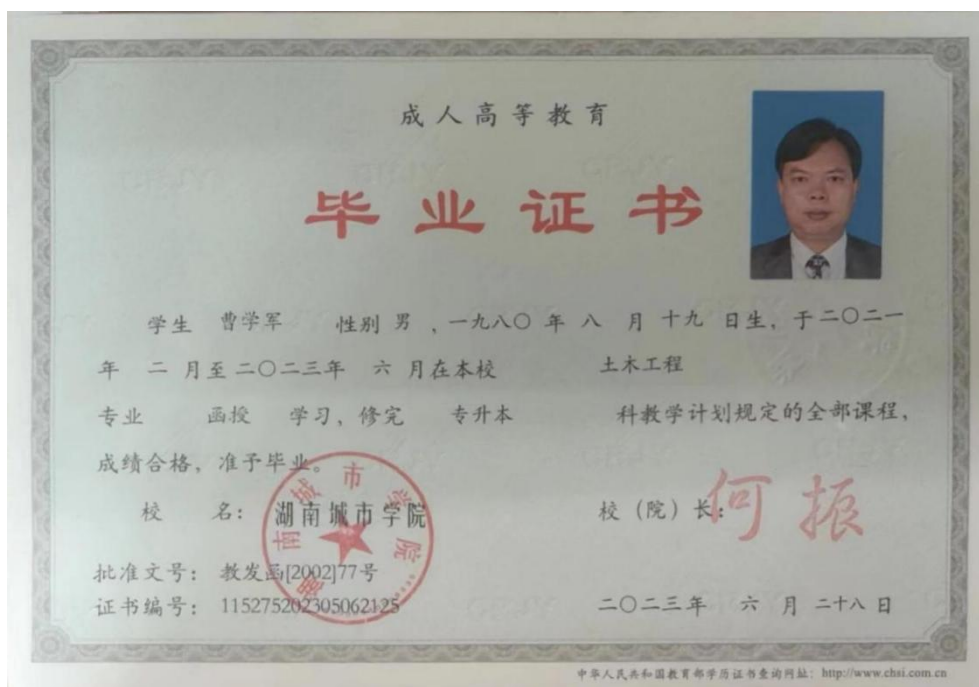 成人高等教育
毕业证书
学生 曹学军 性别 男 ，一九八〇 年 八 月 十九 日生，于二〇二一
年 二 月至 二〇二三年 六 月在本校 土木工程
专业 函授 学习，修完 专升本 科教学计划规定的全部课程，
成绩合格，准予毕业。
校 名： 湖南城市学院 校（院）长： 何振
湖南城市学院
批准文号： 教发函[2002]77号
证书编号： 115275202305062125 二〇二三年 六 月 二十八 日
中华人民共和国教育部学历证书查询网址：http://www.chsi.com.cn